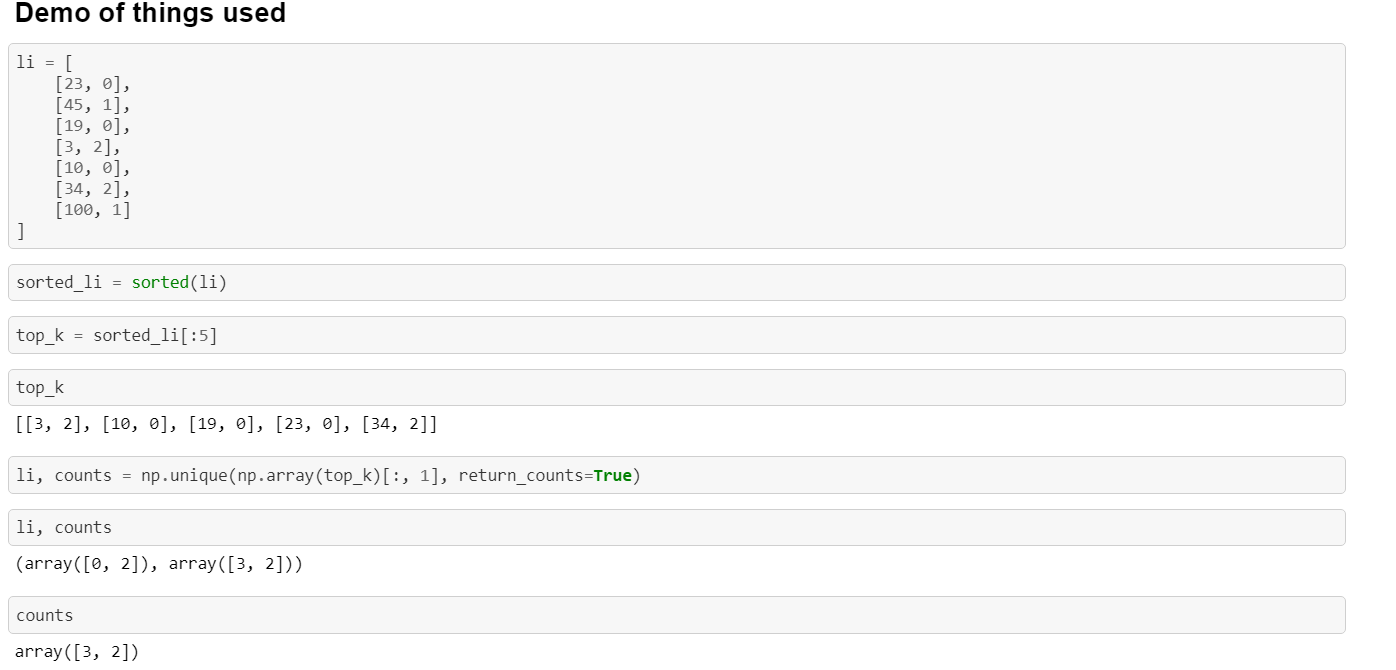 Demo of things used
li = [
    [23, 0],
    [45, 1],
    [19, 0],
    [3, 2],
    [10, 0],
    [34, 2],
    [100, 1]
]
sorted_li = sorted(li)
top_k = sorted_li[:5]
top_k
[[3, 2], [10, 0], [19, 0], [23, 0], [34, 2]]
li, counts = np.unique(np.array(top_k)[:, 1], return_counts=True)
li, counts
(array([0, 2]), array([3, 2]))
counts
array([3, 2])